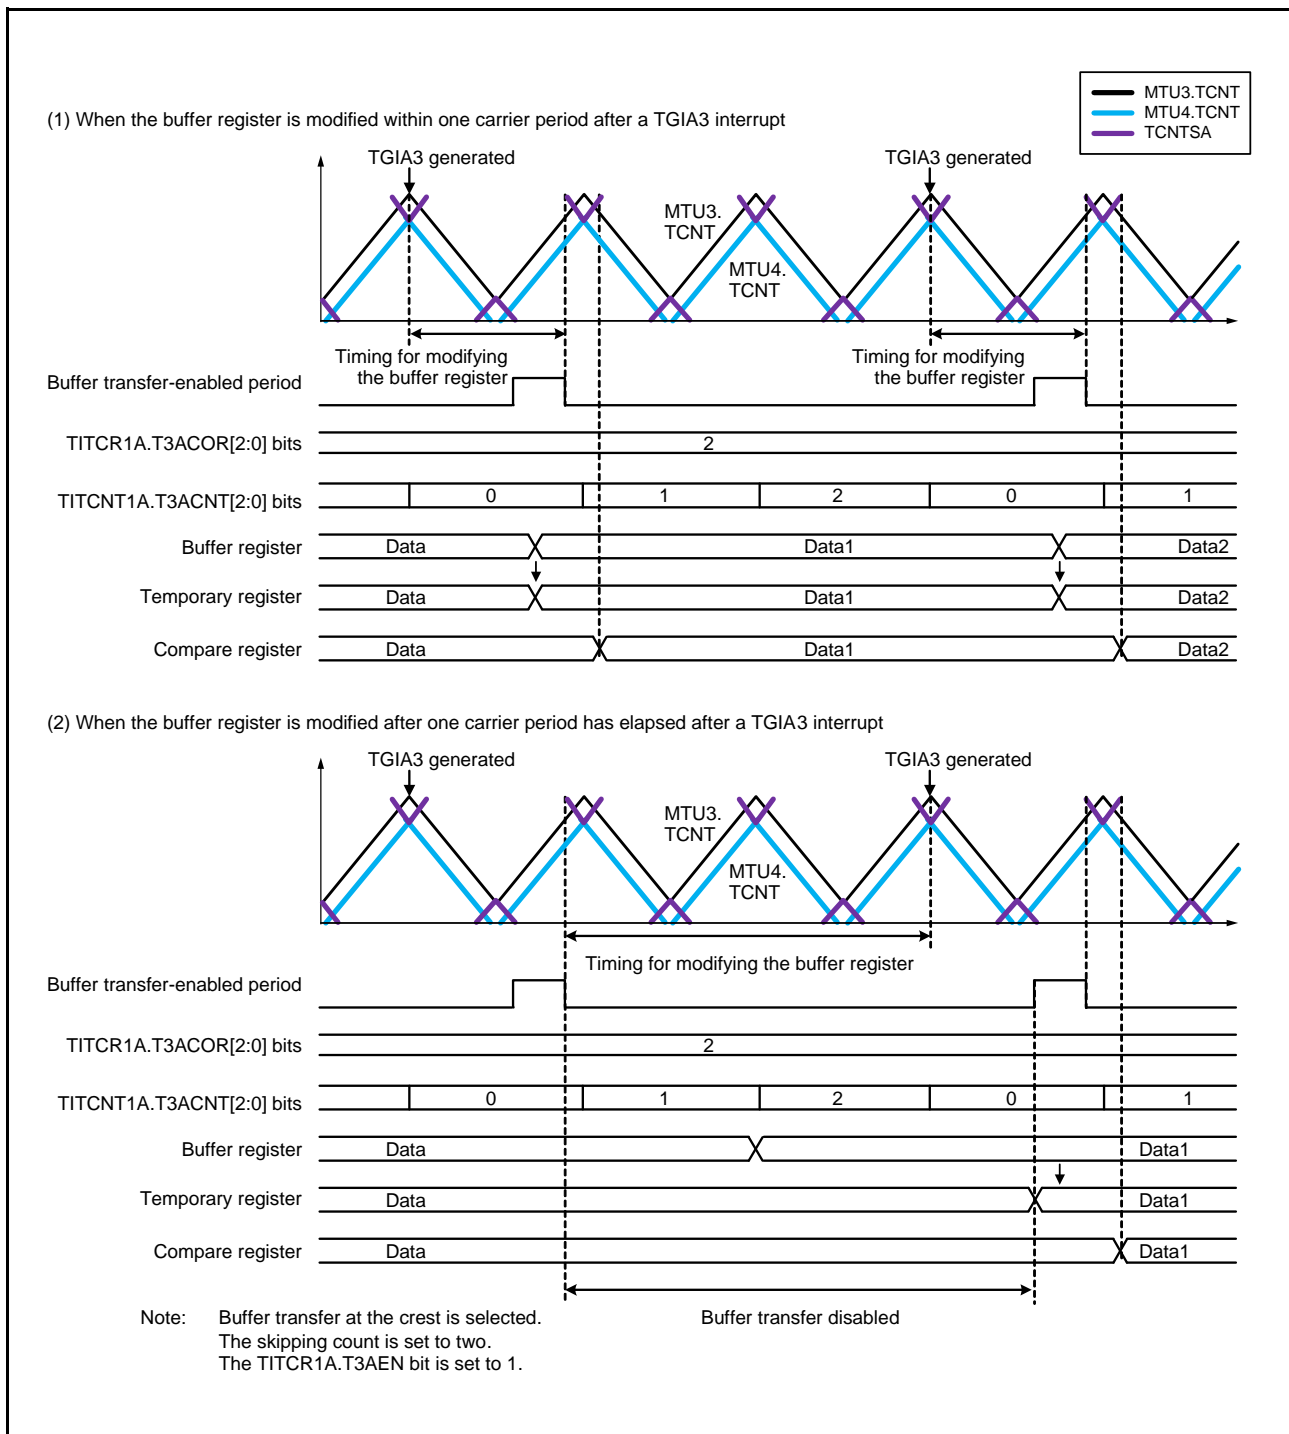 MTU3.TCNT
MTU4.TCNT
TCNTSA
(1) When the buffer register is modified within one carrier period after a TGIA3 interrupt
TGIA3 generated
TGIA3 generated
MTU3.
TCNT
MTU4.
TCNT
Timing for modifying
the buffer register
Timing for modifying
the buffer register
Buffer transfer-enabled period
TITCR1A.T3ACOR[2:0] bits
2
TITCNT1A.T3ACNT[2:0] bits
0
1
2
0
1
Buffer register
Data
Data1
Data2
Temporary register
Data
Data1
Data2
Compare register
Data
Data1
Data2
(2) When the buffer register is modified after one carrier period has elapsed after a TGIA3 interrupt
TGIA3 generated
TGIA3 generated
MTU3.
TCNT
MTU4.
TCNT
Timing for modifying the buffer register
Buffer transfer-enabled period
TITCR1A.T3ACOR[2:0] bits
2
TITCNT1A.T3ACNT[2:0] bits
0
1
2
0
1
Buffer register
Data
Data1
Temporary register
Data
Data1
Compare register
Data
Data1
Buffer transfer disabled
Note: Buffer transfer at the crest is selected.
The skipping count is set to two.
The TITCR1A.T3AEN bit is set to 1.